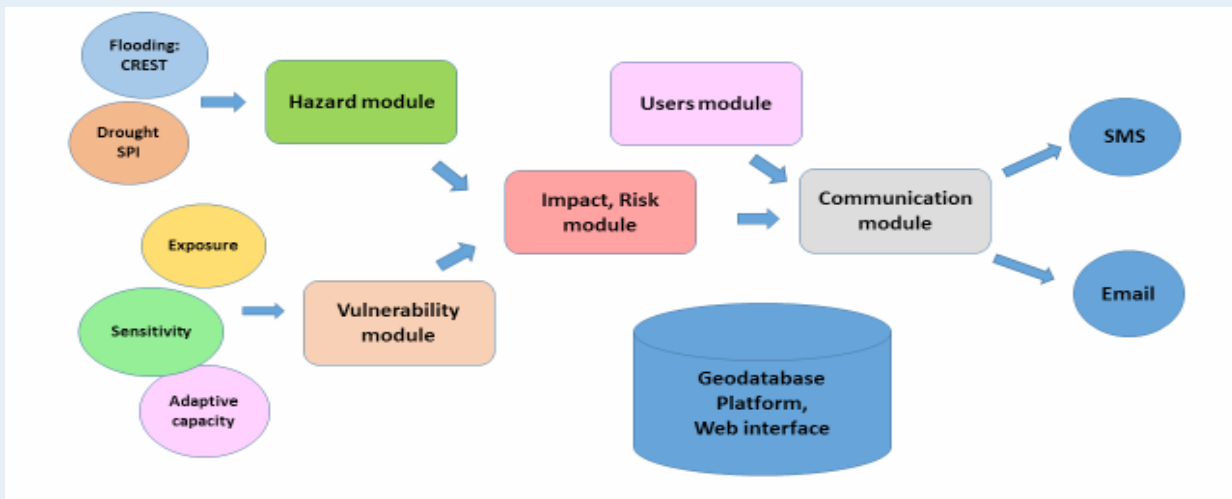 Flooding:
CREST
Drought
SPI
Hazard module
Users module
SMS
Impact, Risk
module
Communication
module
Exposure
Sensitivity
Adaptive
capacity
Vulnerability
module
Email
Geodatabase
Platform,
Web interface